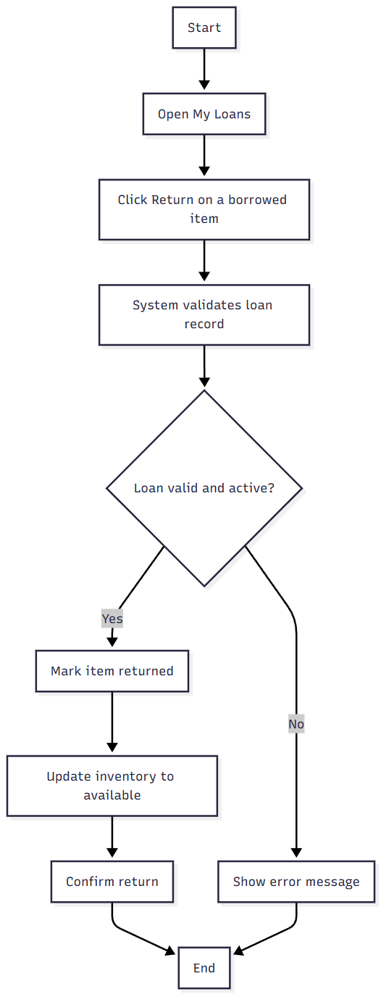 Start
Open My Loans
Click Return on a borrowed
item
System validates loan
record
Loan valid and active?
Yes
Mark item returned
No
Update inventory to
available
Confirm return
Show error message
End